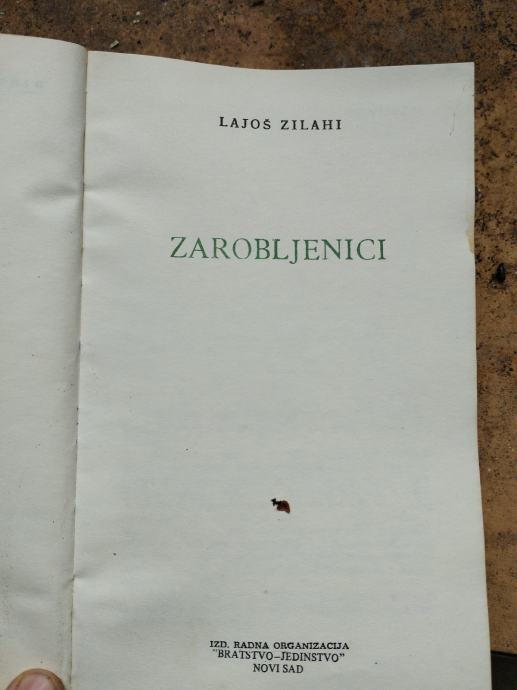 LAJOŠ ZILAHI
ZAROBLJENICI
IZD. RADNA ORGANIZACIJA
"BRATSTVO–JEDINSTVO"
NOVI SAD